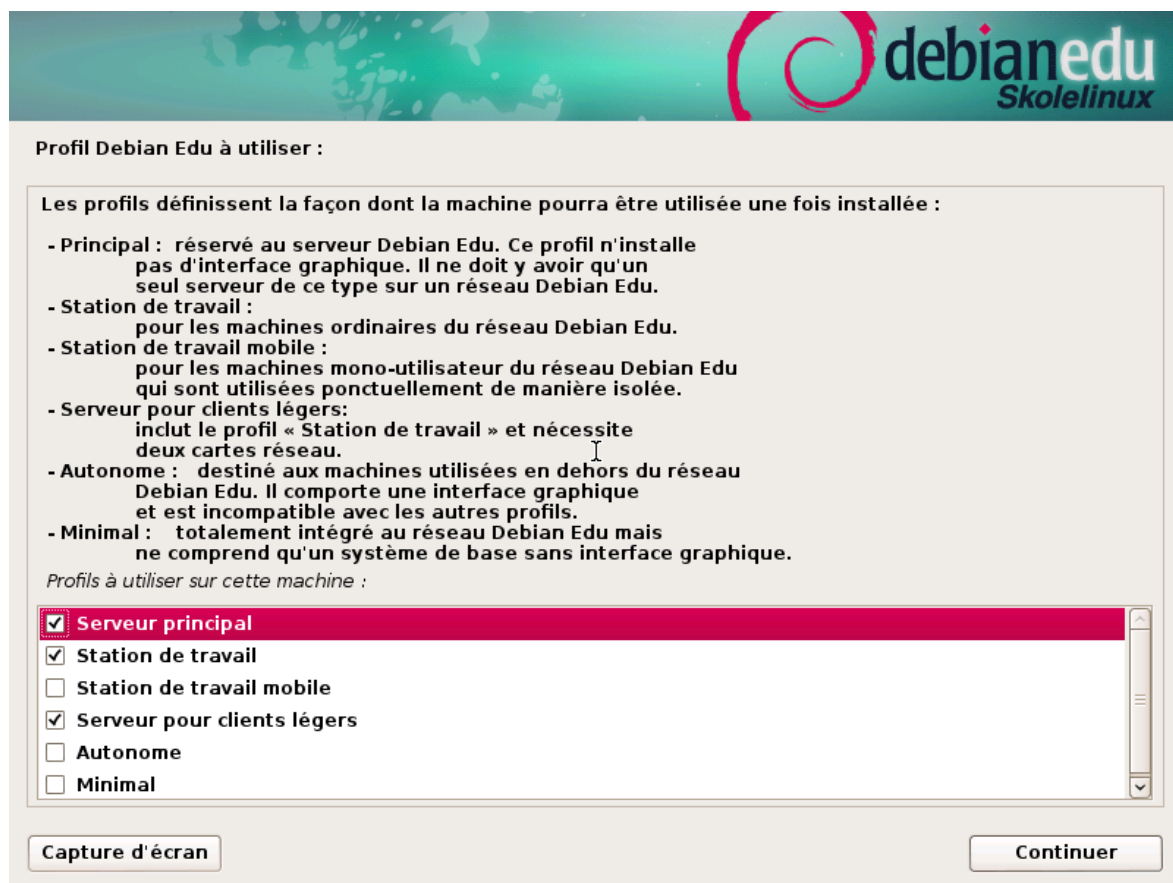 debianedu
Skolelinux
Profil Debian Edu à utiliser :
Les profils définissent la façon dont la machine pourra être utilisée une fois installée :
- Principal : réservé au serveur Debian Edu. Ce profil n'installe
pas d'interface graphique. Il ne doit y avoir qu'un
seul serveur de ce type sur un réseau Debian Edu.
- Station de travail :
pour les machines ordinaires du réseau Debian Edu.
- Station de travail mobile :
pour les machines mono-utilisateur du réseau Debian Edu
qui sont utilisées ponctuellement de manière isolée.
- Serveur pour clients légers:
inclut le profil « Station de travail » et nécessite
deux cartes réseau.
- Autonome : destiné aux machines utilisées en dehors du réseau
Debian Edu. Il comporte une interface graphique
et est incompatible avec les autres profils.
- Minimal : totalement intégré au réseau Debian Edu mais
ne comprend qu'un système de base sans interface graphique.
Profils à utiliser sur cette machine :
Serveur principal
Station de travail
Station de travail mobile
Serveur pour clients légers
Autonome
Minimal
Capture d'écran
Continuer